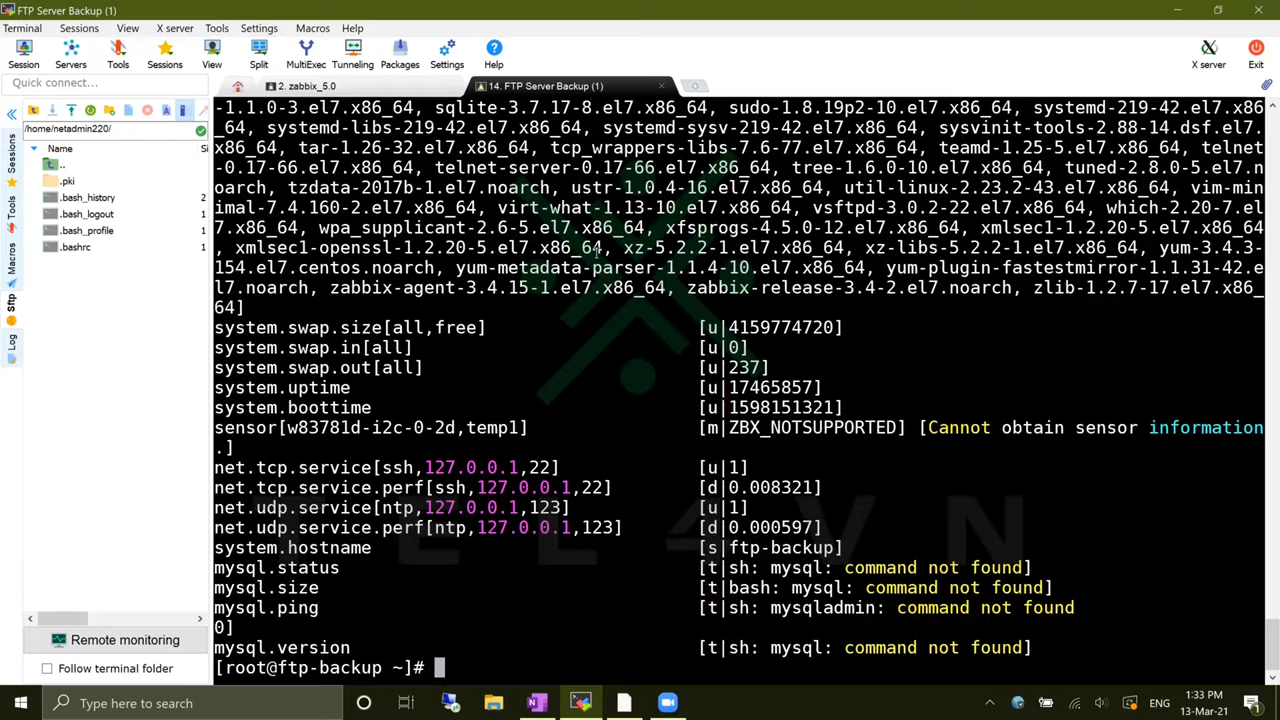 FTP Server Backup (1)
Terminal Sessions View X server Tools Settings Macros Help
Session Servers Tools Sessions View Split MultiExec Tunneling Packages Settings Help X server Exit
Quick connect...
2. zabbix_5.0
14. FTP Server Backup (1)
/home/netadmin220/
Name Si
..
.pki
.bash_history 2
.bash_logout 1
.bash_profile 1
.bashrc 1
Sessions
Tools
Macros
Sftp
Log
-1.1.0-3.el7.x86_64, sqlite-3.7.17-8.el7.x86_64, sudo-1.8.19p2-10.el7.x86_64, systemd-219-42.el7.x86
_64, systemd-libs-219-42.el7.x86_64, systemd-sysv-219-42.el7.x86_64, sysvinit-tools-2.88-14.dsf.el7.
x86_64, tar-1.26-32.el7.x86_64, tcp_wrappers-libs-7.6-77.el7.x86_64, teamd-1.25-5.el7.x86_64, telnet
-0.17-66.el7.x86_64, telnet-server-0.17-66.el7.x86_64, tree-1.6.0-10.el7.x86_64, tuned-2.8.0-5.el7.n
oarch, tzdata-2017b-1.el7.noarch, ustr-1.0.4-16.el7.x86_64, util-linux-2.23.2-43.el7.x86_64, vim-min
imal-7.4.160-2.el7.x86_64, virt-what-1.13-10.el7.x86_64, vsftpd-3.0.2-22.el7.x86_64, which-2.20-7.el
7.x86_64, wpa_supplicant-2.6-5.el7.x86_64, xfsprogs-4.5.0-12.el7.x86_64, xmlsec1-1.2.20-5.el7.x86_64
, xmlsec1-openssl-1.2.20-5.el7.x86_64, xz-5.2.2-1.el7.x86_64, xz-libs-5.2.2-1.el7.x86_64, yum-3.4.3-
154.el7.centos.noarch, yum-metadata-parser-1.1.4-10.el7.x86_64, yum-plugin-fastestmirror-1.1.31-42.e
l7.noarch, zabbix-agent-3.4.15-1.el7.x86_64, zabbix-release-3.4-2.el7.noarch, zlib-1.2.7-17.el7.x86_
64]
system.swap.size[all,free] [u|4159774720]
system.swap.in[all] [u|0]
system.swap.out[all] [u|237]
system.uptime [u|17465857]
system.boottime [u|1598151321]
sensor[w83781d-i2c-0-2d,temp1] [m|ZBX_NOTSUPPORTED] [Cannot obtain sensor information
.]
net.tcp.service[ssh,127.0.0.1,22] [u|1]
net.tcp.service.perf[ssh,127.0.0.1,22] [d|0.008321]
net.udp.service[ntp,127.0.0.1,123] [u|1]
net.udp.service.perf[ntp,127.0.0.1,123] [d|0.000597]
system.hostname [s|ftp-backup]
mysql.status [t|sh: mysql: command not found]
mysql.size [t|bash: mysql: command not found]
mysql.ping [t|sh: mysqladmin: command not found
0]
mysql.version [t|sh: mysql: command not found]
[root@ftp-backup ~]#
Remote monitoring
Follow terminal folder
Type here to search
ENG
1:33 PM
13-Mar-21